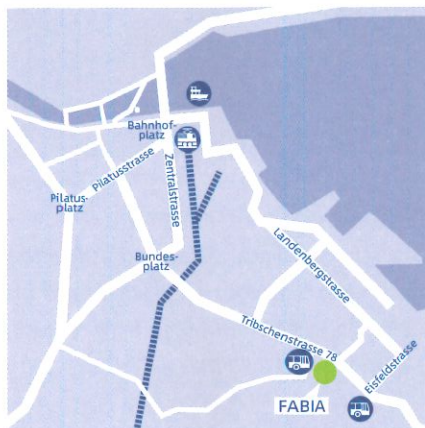 Bahnhof-
platz
Pilatusstrasse
Zentralstrasse
Pilatus-
platz
Bundes-
platz
Landenbergstrasse
Tribschenstrasse 78
Eisfeldstrasse
FABIA